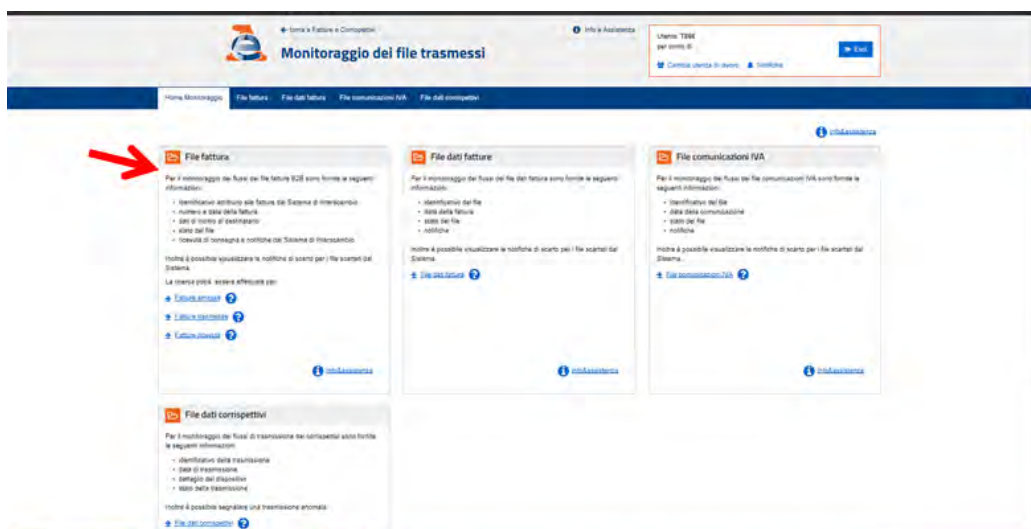 torna a Fatture e Corrispettivi
Info e Assistenza
Monitoraggio dei file trasmessi
Utente:
per conto di
Esci
Cambia utenza di lavoro
Notifiche
Home Monitoraggio
File fattura
File dati fattura
File comunicazioni IVA
File dati corrispettivi
Info&Assistenza
File fattura
Per il monitoraggio dei flussi dei file fatture B2B sono fornite le seguenti
informazioni:
• identificativo attribuito alle fatture dal Sistema di Interscambio
• numero e data della fattura
• dati di inoltro al destinatario
• stato del file
• ricevuta di consegna e notifiche del Sistema di Interscambio
Inoltre è possibile visualizzare le notifiche di scarto per i file scartati dal
Sistema.
La ricerca potrà essere effettuata per:
Fatture emesse
Fatture trasmesse
Fatture ricevute
Info&Assistenza
File dati fatture
Per il monitoraggio dei flussi dei file dati fattura sono fornite le seguenti
informazioni:
• identificativo del file
• data della fattura
• stato del file
• notifiche
Inoltre è possibile visualizzare le notifiche di scarto per i file scartati dal
Sistema.
File dati fatture
Info&Assistenza
File comunicazioni IVA
Per il monitoraggio dei flussi dei file comunicazioni IVA sono fornite le
seguenti informazioni:
• identificativo del file
• data della comunicazione
• stato del file
• notifiche
Inoltre è possibile visualizzare le notifiche di scarto per i file scartati dal
Sistema.
File comunicazioni IVA
Info&Assistenza
File dati corrispettivi
Per il monitoraggio dei flussi di trasmissione dei corrispettivi sono fornite
le seguenti informazioni:
• identificativo della trasmissione
• data di trasmissione
• dettaglio dei dispositivi
• stato della trasmissione
Inoltre è possibile segnalare una trasmissione anomala.
File dati corrispettivi